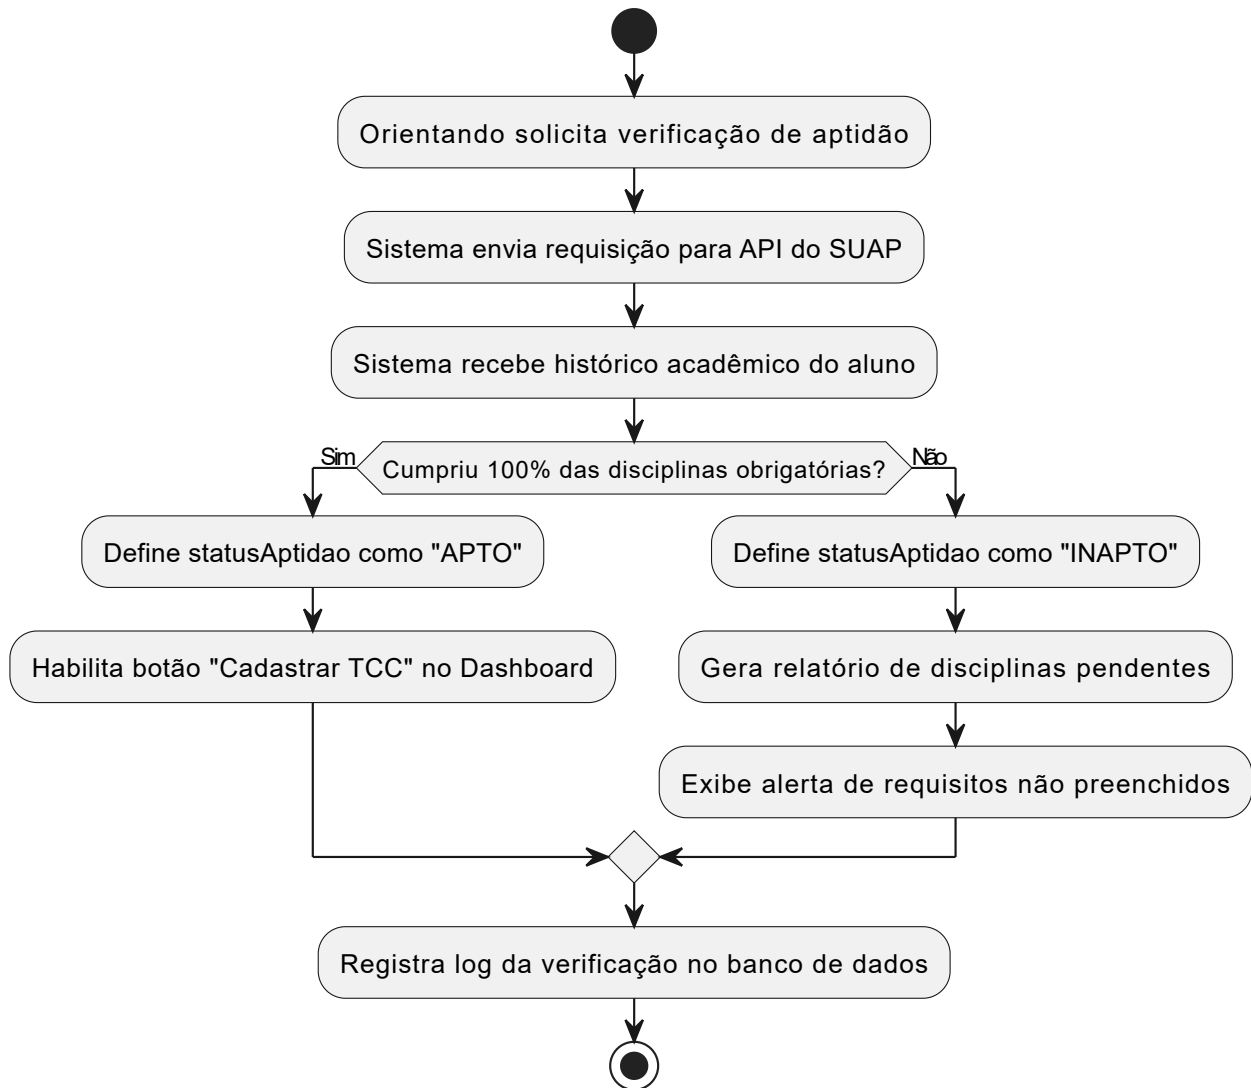 Orientando solicita verificação de aptidão
Sistema envia requisição para API do SUAP
Sistema recebe histórico acadêmico do aluno
Sim
Cumpriu 100% das disciplinas obrigatórias?
Não
Define statusAptidao como "APTO"
Define statusAptidao como "INAPTO"
Habilita botão "Cadastrar TCC" no Dashboard
Gera relatório de disciplinas pendentes
Exibe alerta de requisitos não preenchidos
Registra log da verificação no banco de dados